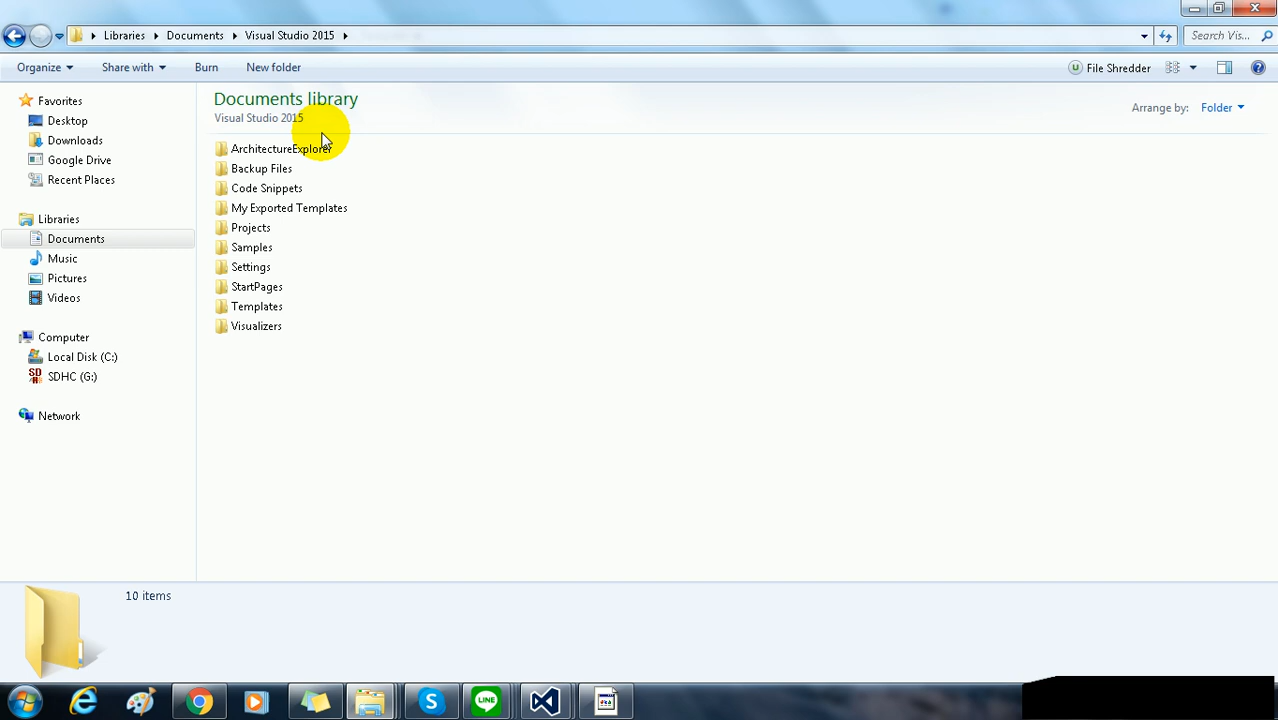 Libraries Documents Visual Studio 2015
Search Vis...
Organize Share with Burn New folder
File Shredder
Favorites
Desktop
Downloads
Google Drive
Recent Places
Libraries
Documents
Music
Pictures
Videos
Computer
Local Disk (C:)
SDHC (G:)
Network
Documents library
Visual Studio 2015
Arrange by: Folder
ArchitectureExplorer
Backup Files
Code Snippets
My Exported Templates
Projects
Samples
Settings
StartPages
Templates
Visualizers
10 items
LINE